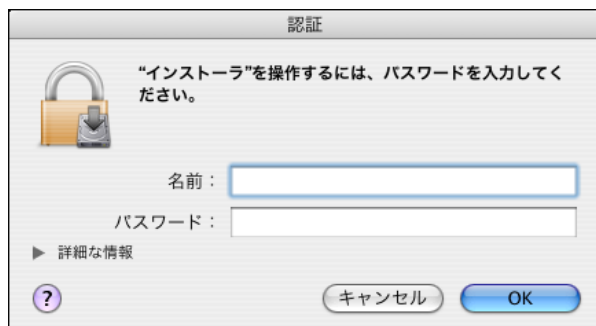 認証
“インストーラ”を操作するには、パスワードを入力してく
ださい。
名前：
パスワード：
詳細な情報
?
キャンセル
OK